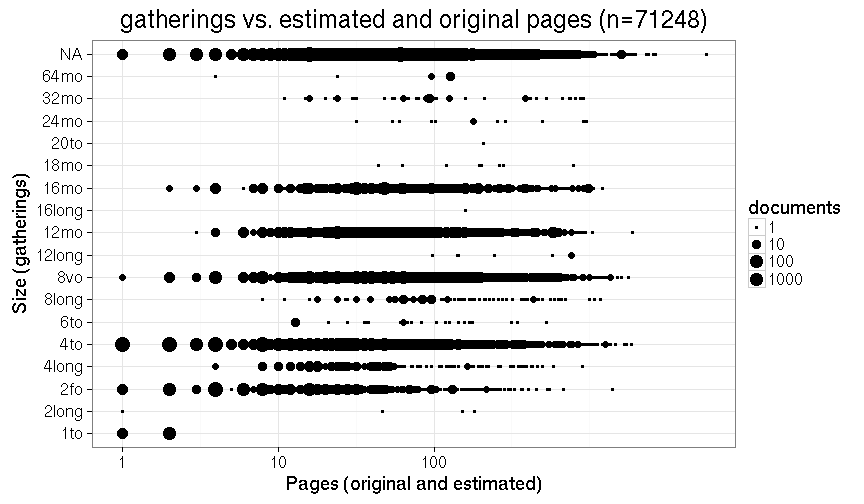 gatherings vs. estimated and original pages (n=71248)
NA
64mo
32mo
24mo
20to
18mo
16mo
16long
12mo
12long
8vo
8long
6to
4to
4long
2fo
2long
1to
Size (gatherings)
1
10
100
Pages (original and estimated)
documents
1
10
100
1000